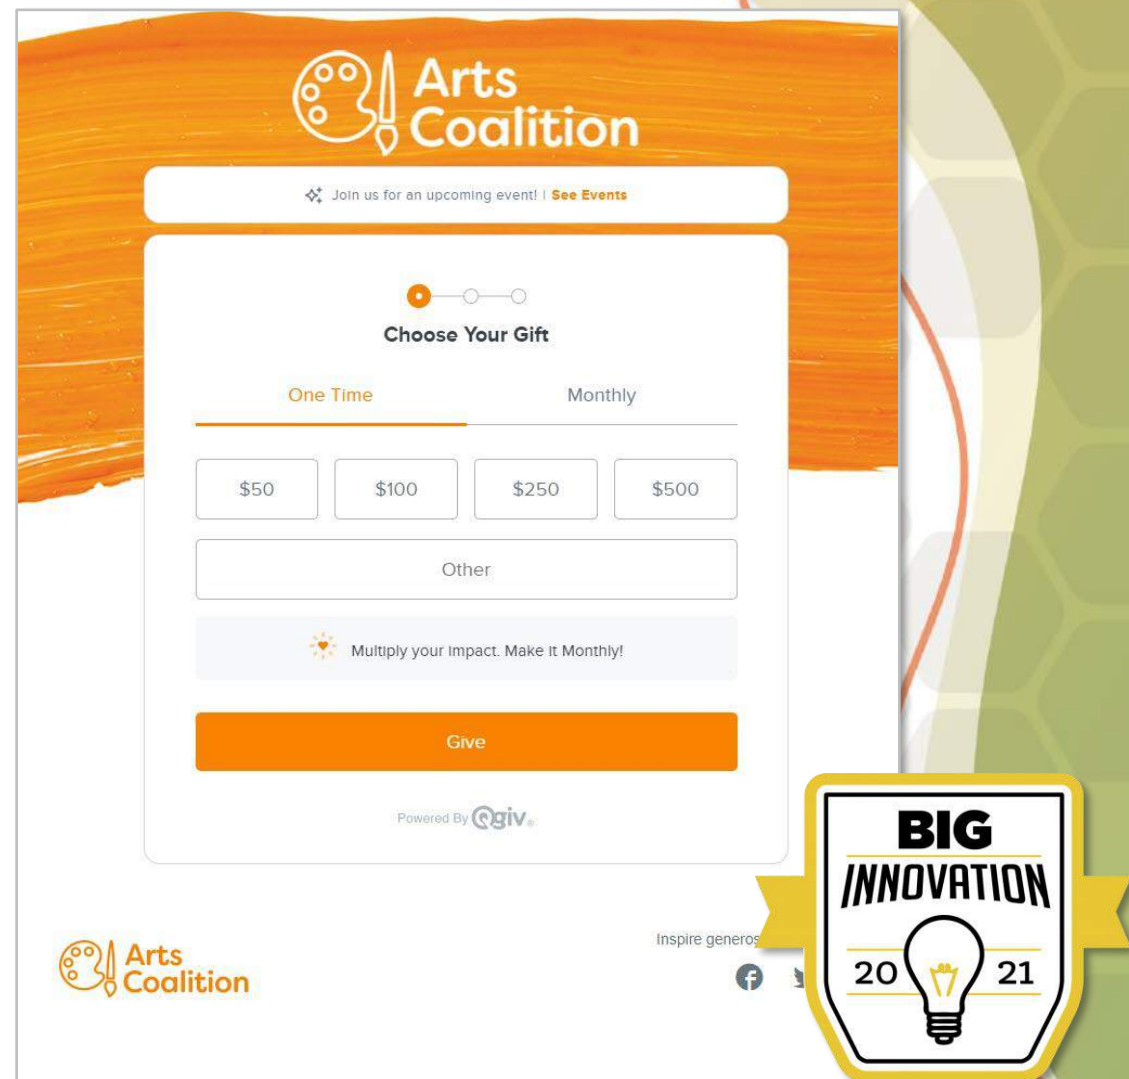 Arts
Coalition
Join us for an upcoming event! | See Events
Choose Your Gift
One Time Monthly
$50 $100 $250 $500
Other
Multiply your impact. Make it Monthly!
Give
Powered By Qgiv®
Arts
Coalition
Inspire
BIG
INNOVATION
20 21